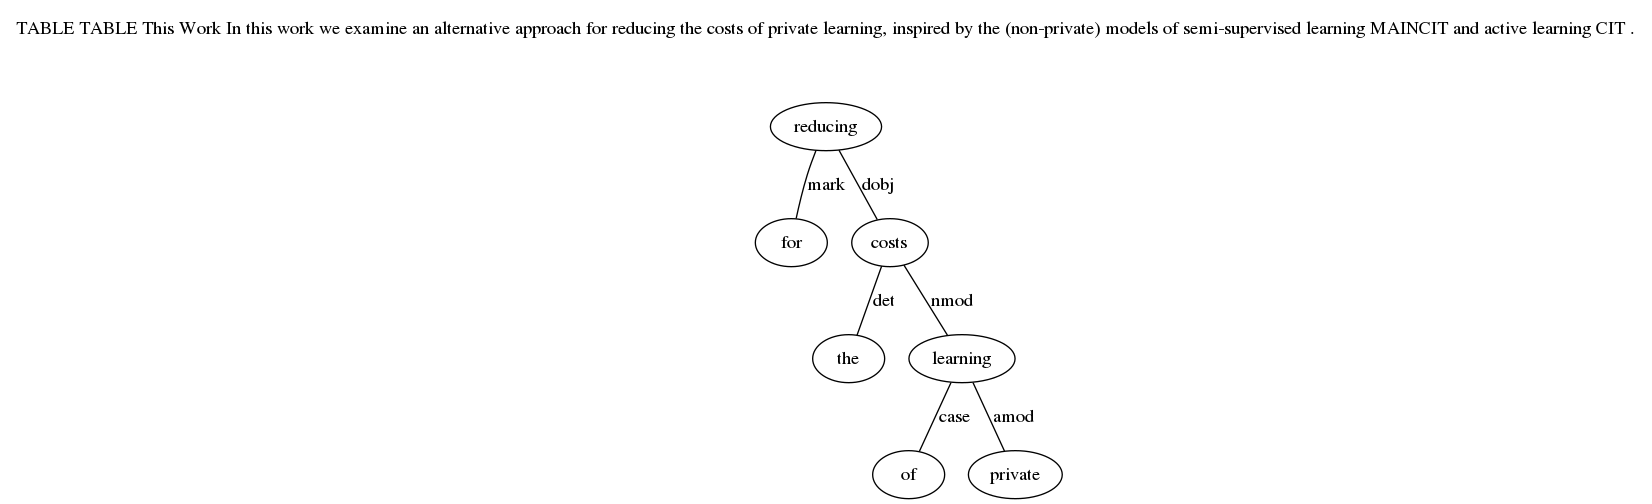 TABLE TABLE This Work In this work we examine an alternative approach for reducing the costs of private learning, inspired by the (non-private) models of semi-supervised learning MAINCIT and active learning CIT .
reducing
mark dobj
for costs
det nmod
the learning
case amod
of private